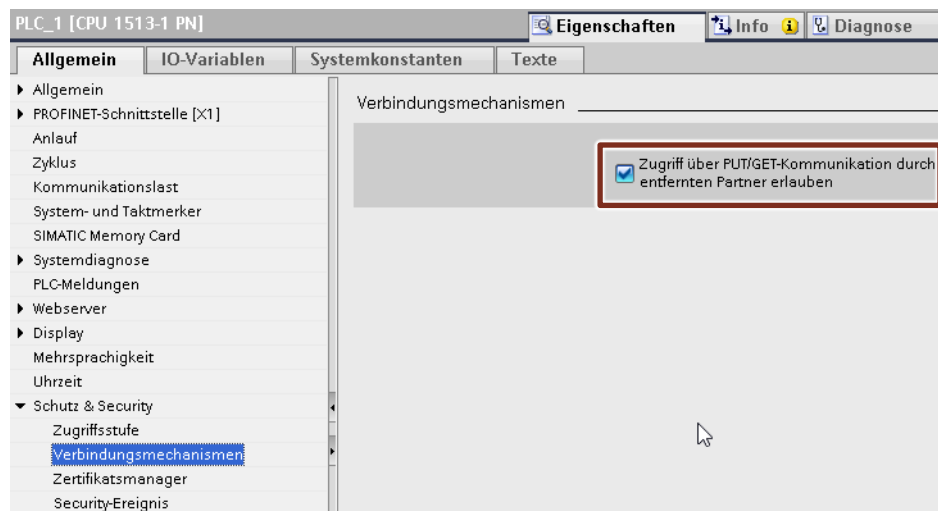 PLC_1 [CPU 1513-1 PN]
Eigenschaften
Info
Diagnose
Allgemein
IO-Variablen
Systemkonstanten
Texte
Allgemein
PROFINET-Schnittstelle [X1]
Anlauf
Zyklus
Kommunikationslast
System- und Taktmerker
SIMATIC Memory Card
Systemdiagnose
PLC-Meldungen
Webserver
Display
Mehrsprachigkeit
Uhrzeit
Schutz & Security
Zugriffsstufe
Verbindungsmechanismen
Zertifikatsmanager
Security-Ereignis
Verbindungsmechanismen
Zugriff über PUT/GET-Kommunikation durch
entfernten Partner erlauben